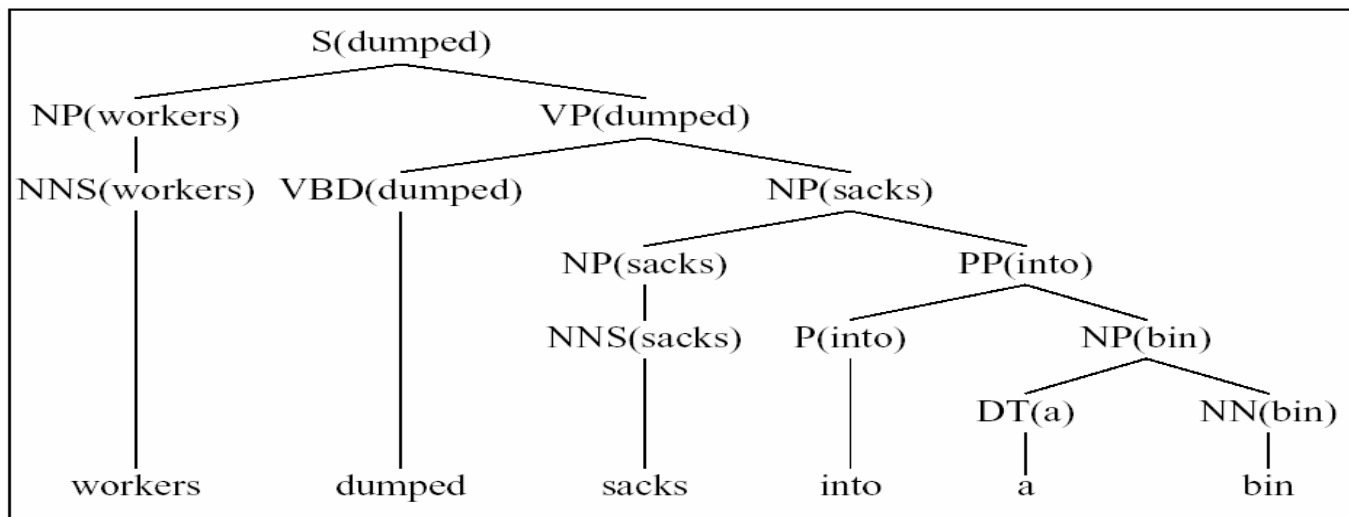 S(dumped)
NP(workers) VP(dumped)
NNS(workers) VBD(dumped) NP(sacks)
NP(sacks) PP(into)
NNS(sacks) P(into) NP(bin)
DT(a) NN(bin)
workers dumped sacks into a bin